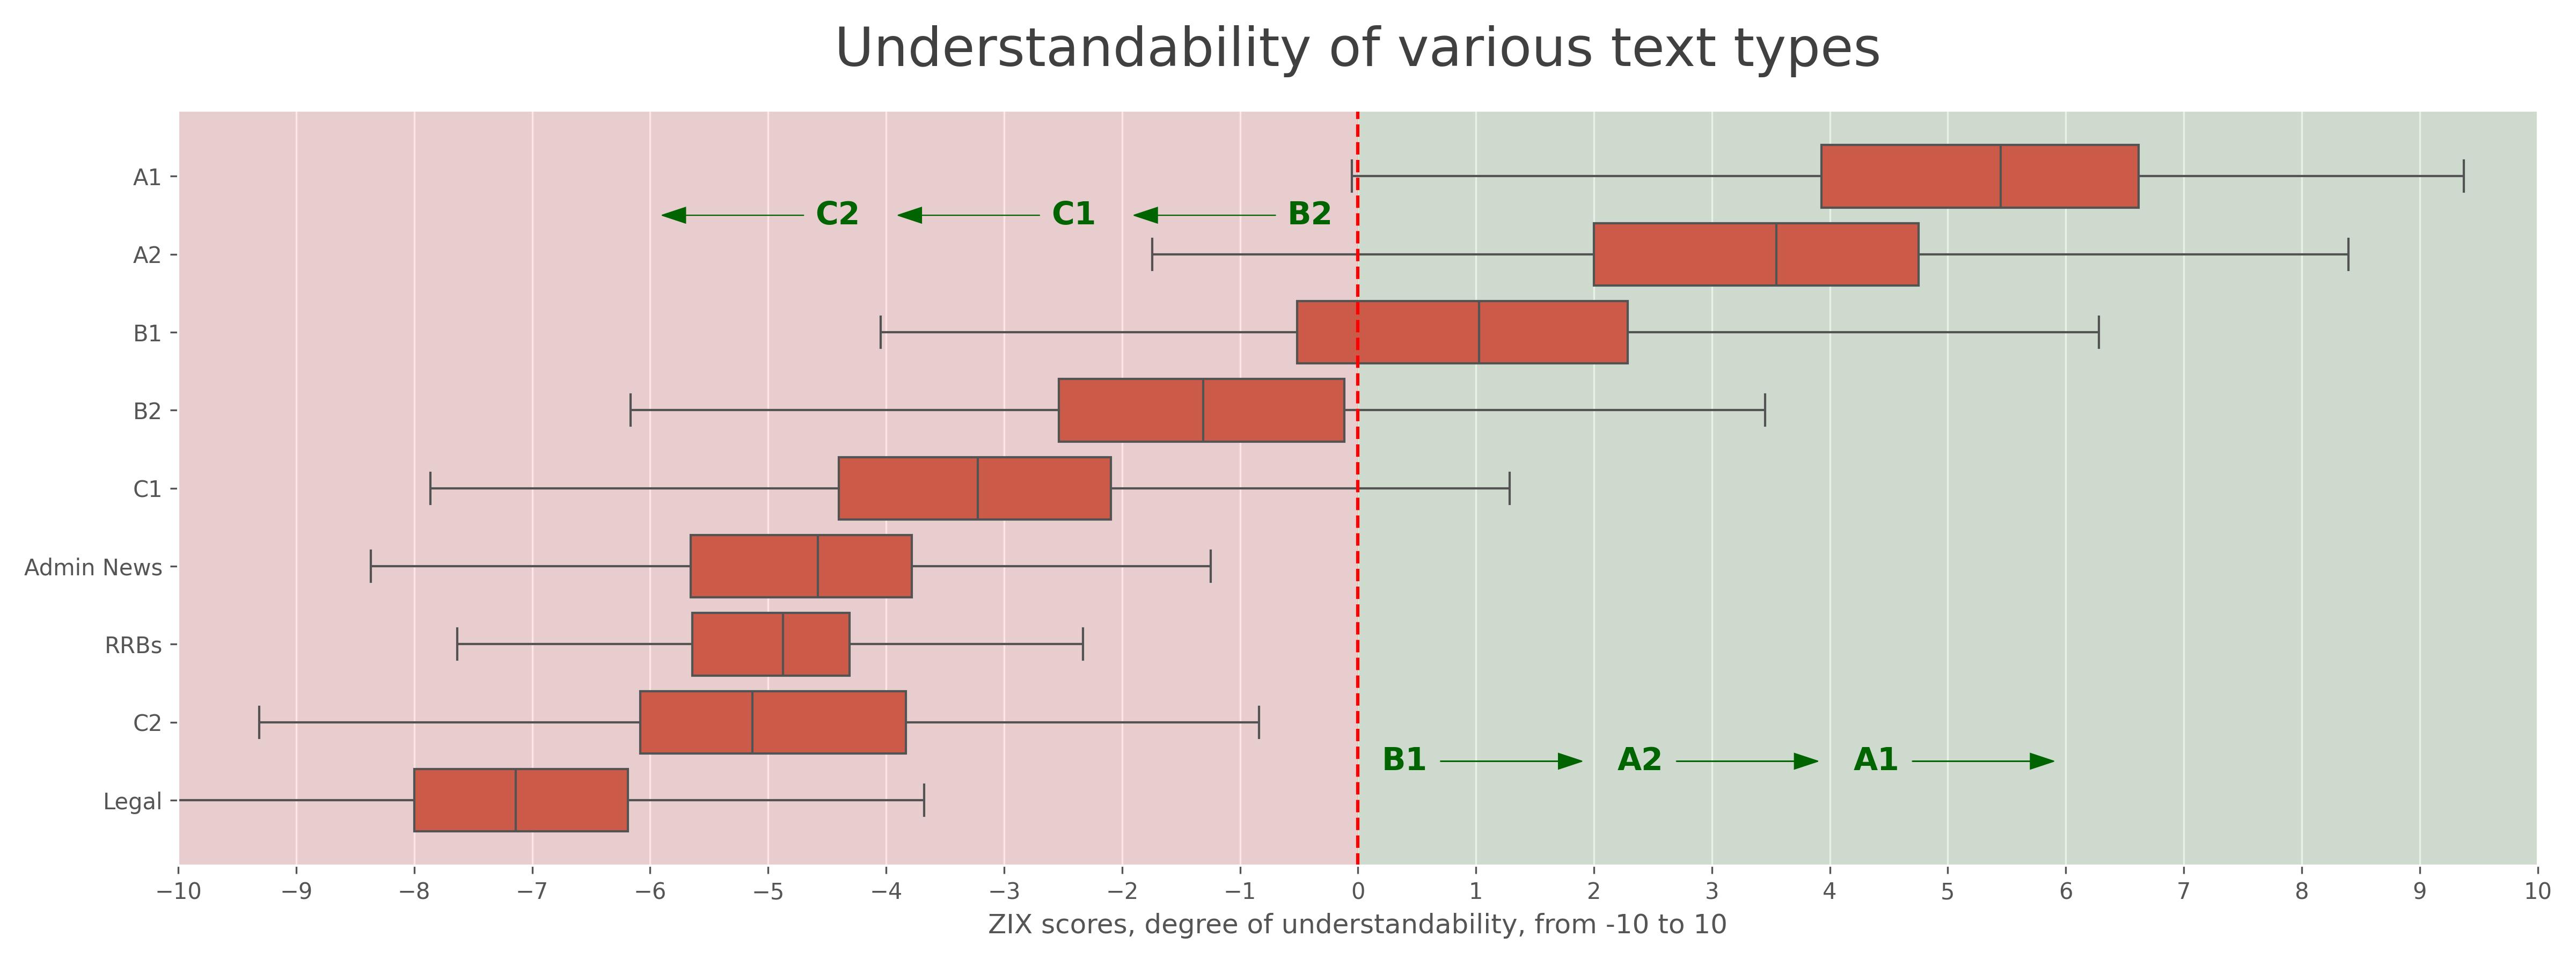 Understandability of various text types
A1
C2 C1 B2
A2
B1
B2
C1
Admin News
RRBs
C2
B1 A2 A1
Legal
−10 −9 −8 −7 −6 −5 −4 −3 −2 −1 0 1 2 3 4 5 6 7 8 9 10
ZIX scores, degree of understandability, from -10 to 10